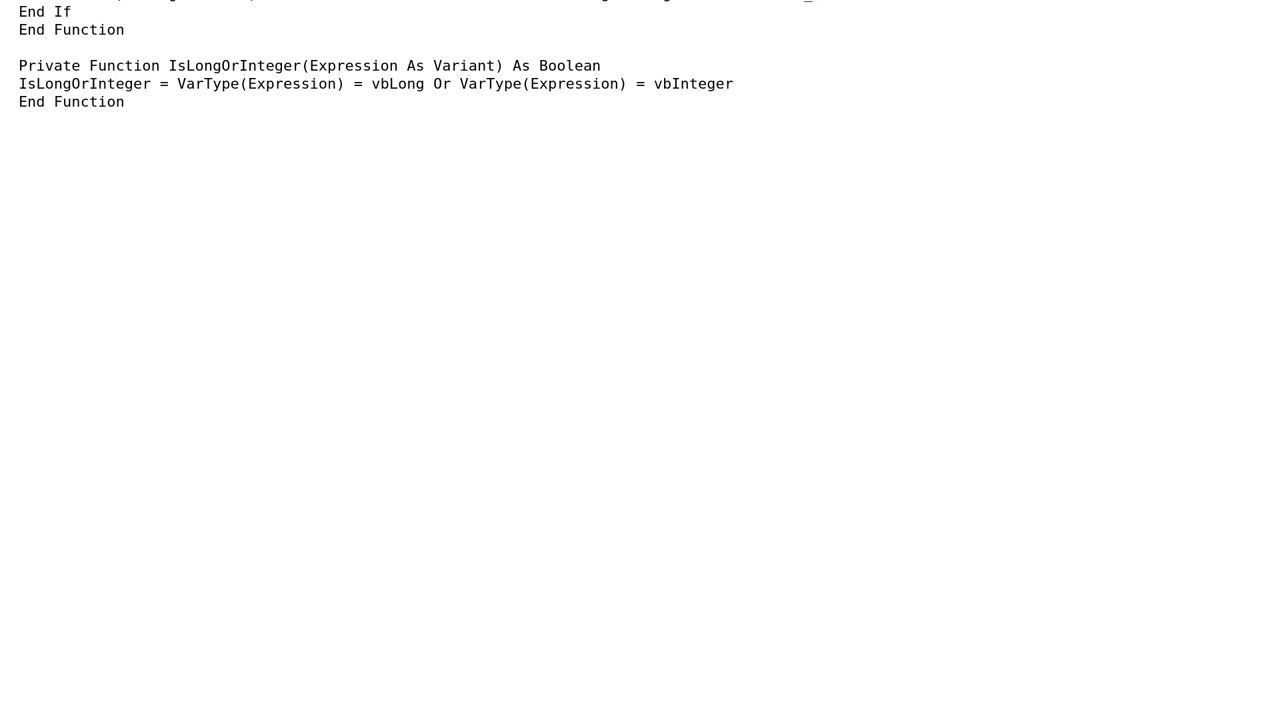 End If
End Function

Private Function IsLongOrInteger(Expression As Variant) As Boolean
IsLongOrInteger = VarType(Expression) = vbLong Or VarType(Expression) = vbInteger
End Function